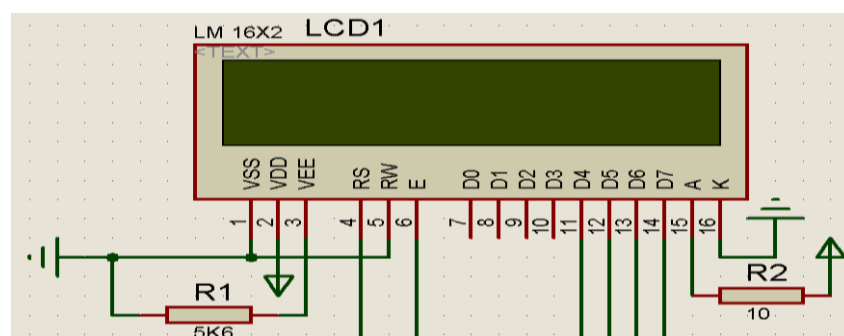 LM 16X2 LCD1
<TEXT>
VSS VDD VEE RS RW E D0 D1 D2 D3 D4 D5 D6 D7 A K
1 2 3 4 5 6 7 8 9 10 11 12 13 14 15 16
R2
10
R1
5K6